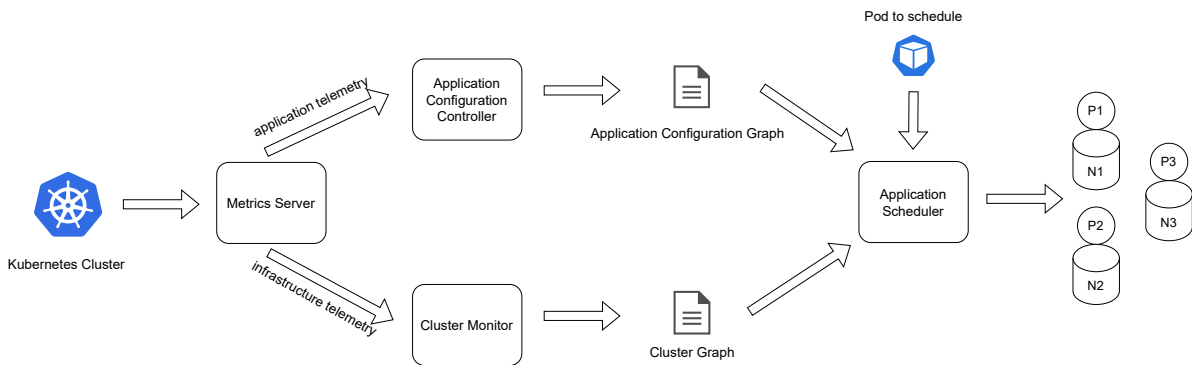 Pod to schedule
application telemetry
Application
Configuration
Controller
Application Configuration Graph
P1
N1
P3
N3
Metrics Server
Application
Scheduler
Kubernetes Cluster
P2
N2
infrastructure telemetry
Cluster Monitor
Cluster Graph